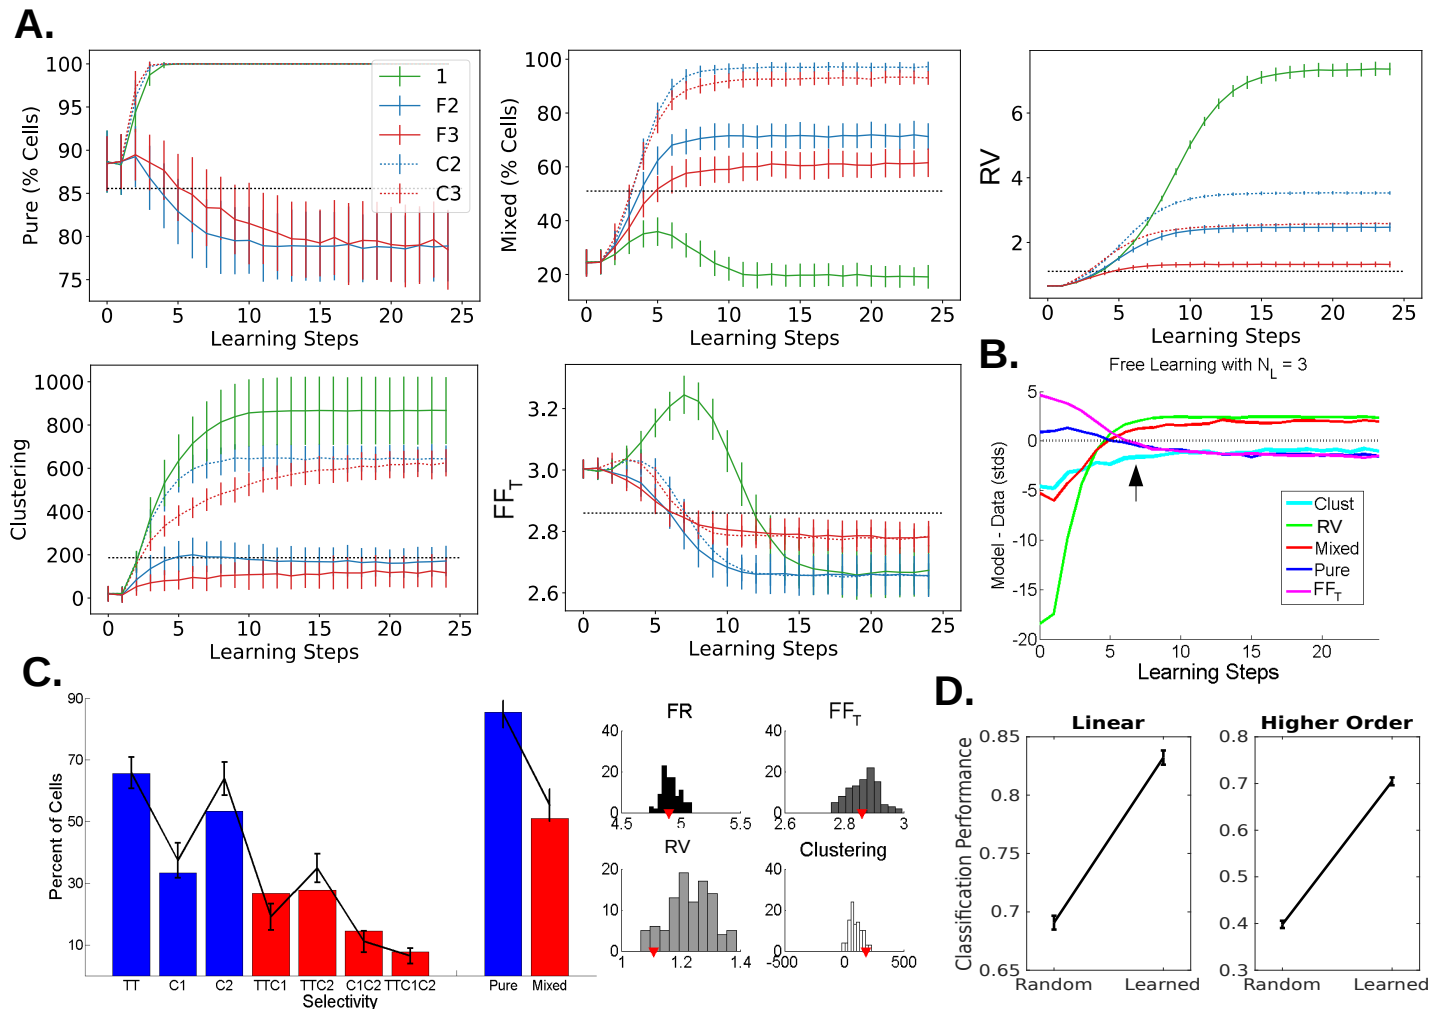 A.
Pure (% Cells)
100
95
90
85
80
75
0 5 10 15 20 25
Learning Steps
1
F2
F3
C2
C3
Mixed (% Cells)
100
80
60
40
20
0 5 10 15 20 25
Learning Steps
RV
6
4
2
0 5 10 15 20 25
Learning Steps
Clustering
1000
800
600
400
200
0
0 5 10 15 20 25
Learning Steps
FF_T
3.2
3.0
2.8
2.6
0 5 10 15 20 25
Learning Steps
B.
Free Learning with N_L = 3
Model - Data (stds)
5
0
-5
-10
-15
-20
0 5 10 15 20
Learning Steps
Clust
RV
Mixed
Pure
FF_T
C.
Percent of Cells
90
70
50
30
10
TT C1 C2 TTC1 TTC2 C1C2 TTC1C2 Pure Mixed
Selectivity
FR
40
20
0
4.5 5 5.5
FF_T
40
20
0
2.6 2.8 3
RV
20
10
0
1 1.2 1.4
Clustering
40
20
0
-500 0 500
D.
Classification Performance
Linear
0.85
0.8
0.75
0.7
0.65
Random Learned
Higher Order
0.8
0.7
0.6
0.5
0.4
0.3
Random Learned